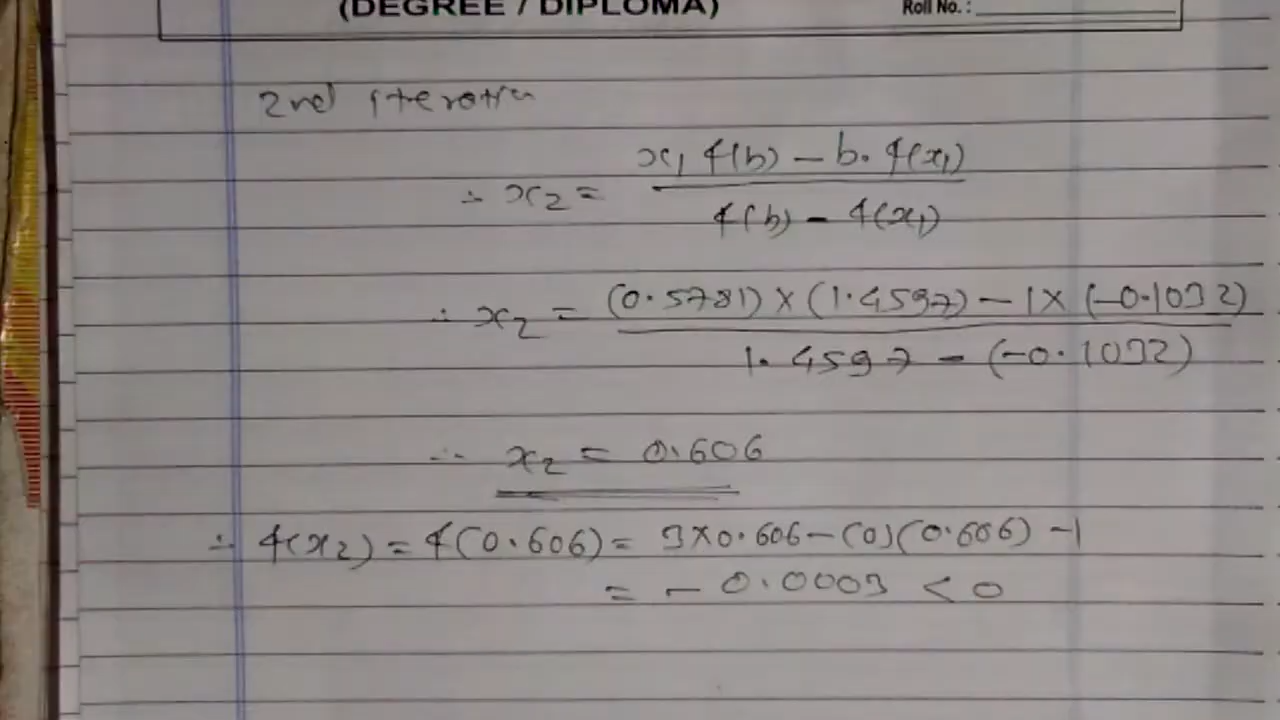 (DEGREE / DIPLOMA) Roll No. :
2nd iteration
∴ x₂ = x₁ f(b) - b. f(x₁)
f(b) - f(x₁)
∴ x₂ = (0.5781) × (1.4597) - 1 × (-0.1032)
1.4597 - (-0.1032)
∴ x₂ = 0.606
∴ f(x₂) = f(0.606) = 3×0.606 - cos(0.606) - 1
= - 0.0003 < 0